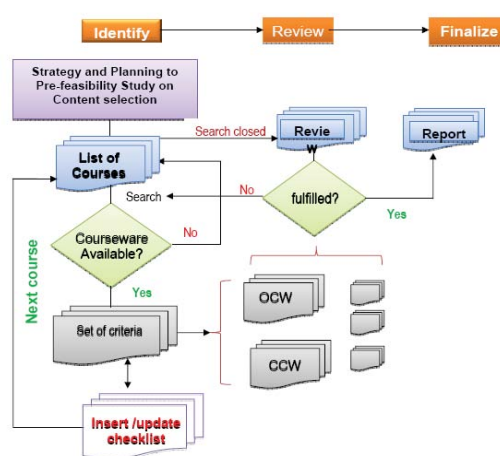 Identify
Review
Finalize
Strategy and Planning to
Pre-feasibility Study on
Content selection
Search closed
Revie
w
Report
List of
Courses
No
Search
fulfilled?
Yes
Courseware
Available?
No
Next course
Yes
OCW
Set of criteria
CCW
Insert /update
checklist